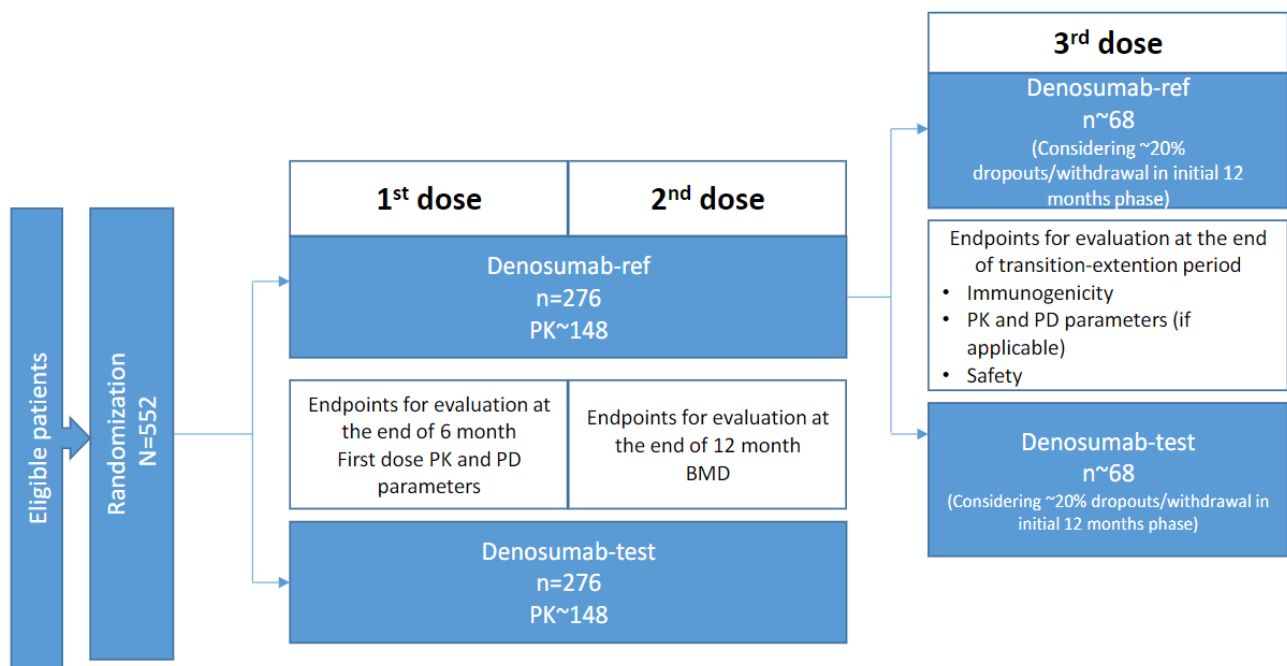 Eligible patients
Randomization
N=552
1st dose
2nd dose
Denosumab-ref
n=276
PK~148
Endpoints for evaluation at
the end of 6 month
First dose PK and PD
parameters
Endpoints for evaluation at
the end of 12 month
BMD
Denosumab-test
n=276
PK~148
3rd dose
Denosumab-ref
n~68
(Considering ~20%
dropouts/withdrawal in initial 12
months phase)
Endpoints for evaluation at the end
of transition-extention period
• Immunogenicity
• PK and PD parameters (if
applicable)
• Safety
Denosumab-test
n~68
(Considering ~20% dropouts/withdrawal in
initial 12 months phase)